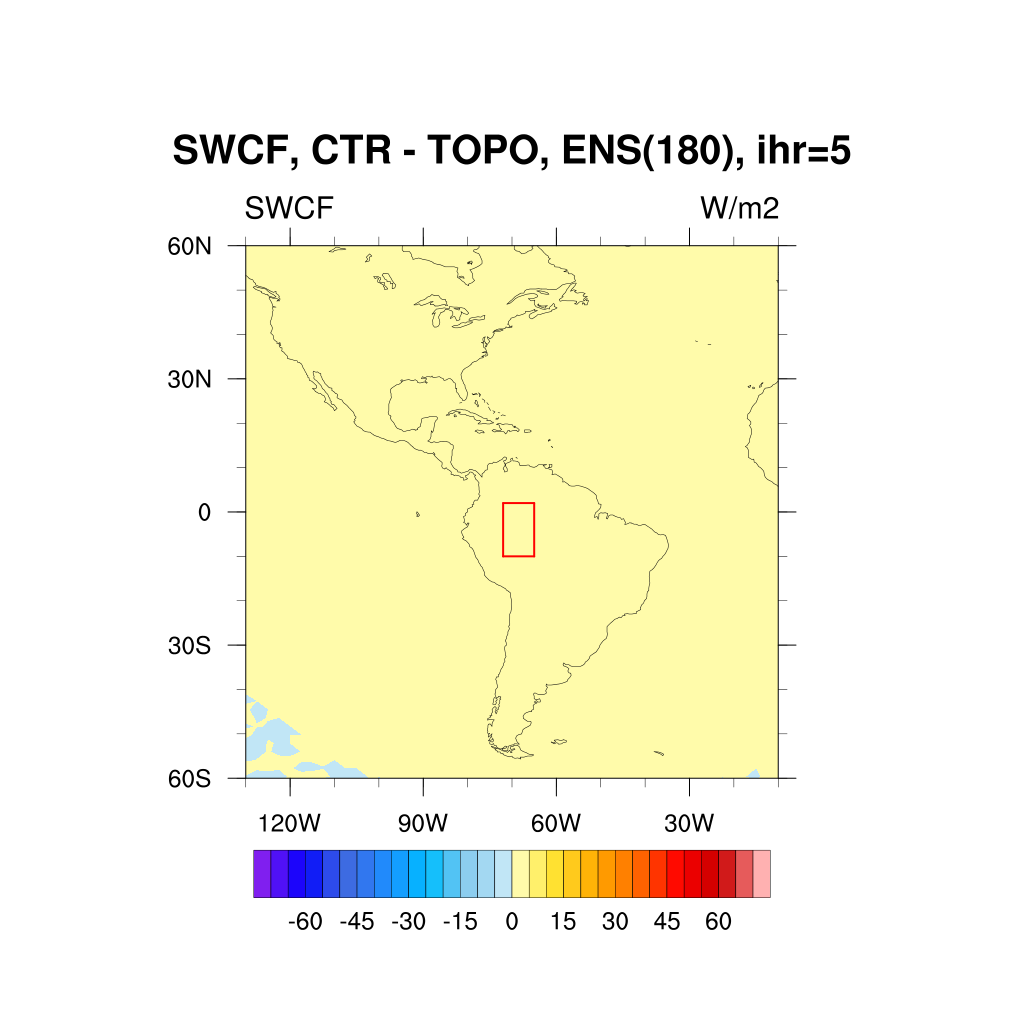 SWCF, CTR - TOPO, ENS(180), ihr=5
SWCF W/m2
60N
30N
0
30S
60S
120W 90W 60W 30W
-60 -45 -30 -15 0 15 30 45 60